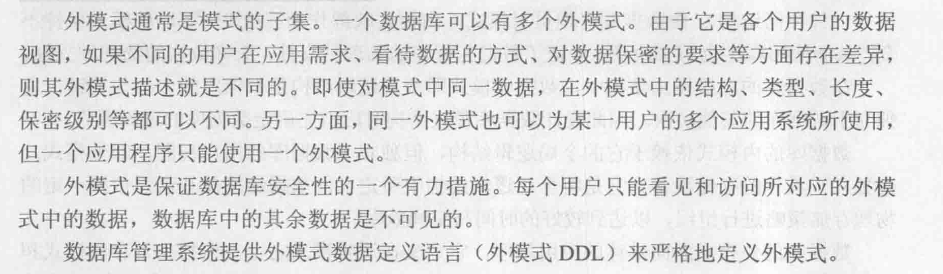 外模式通常是模式的子集。一个数据库可以有多个外模式。由于它是各个用户的数据
视图，如果不同的用户在应用需求、看待数据的方式、对数据保密的要求等方面存在差异，
则其外模式描述就是不同的。即使对模式中同一数据，在外模式中的结构、类型、长度、
保密级别等都可以不同。另一方面，同一外模式也可以为某一用户的多个应用系统所使用，
但一个应用程序只能使用一个外模式。
外模式是保证数据库安全性的一个有力措施。每个用户只能看见和访问所对应的外模
式中的数据，数据库中的其余数据是不可见的。
数据库管理系统提供外模式数据定义语言（外模式 DDL）来严格地定义外模式。